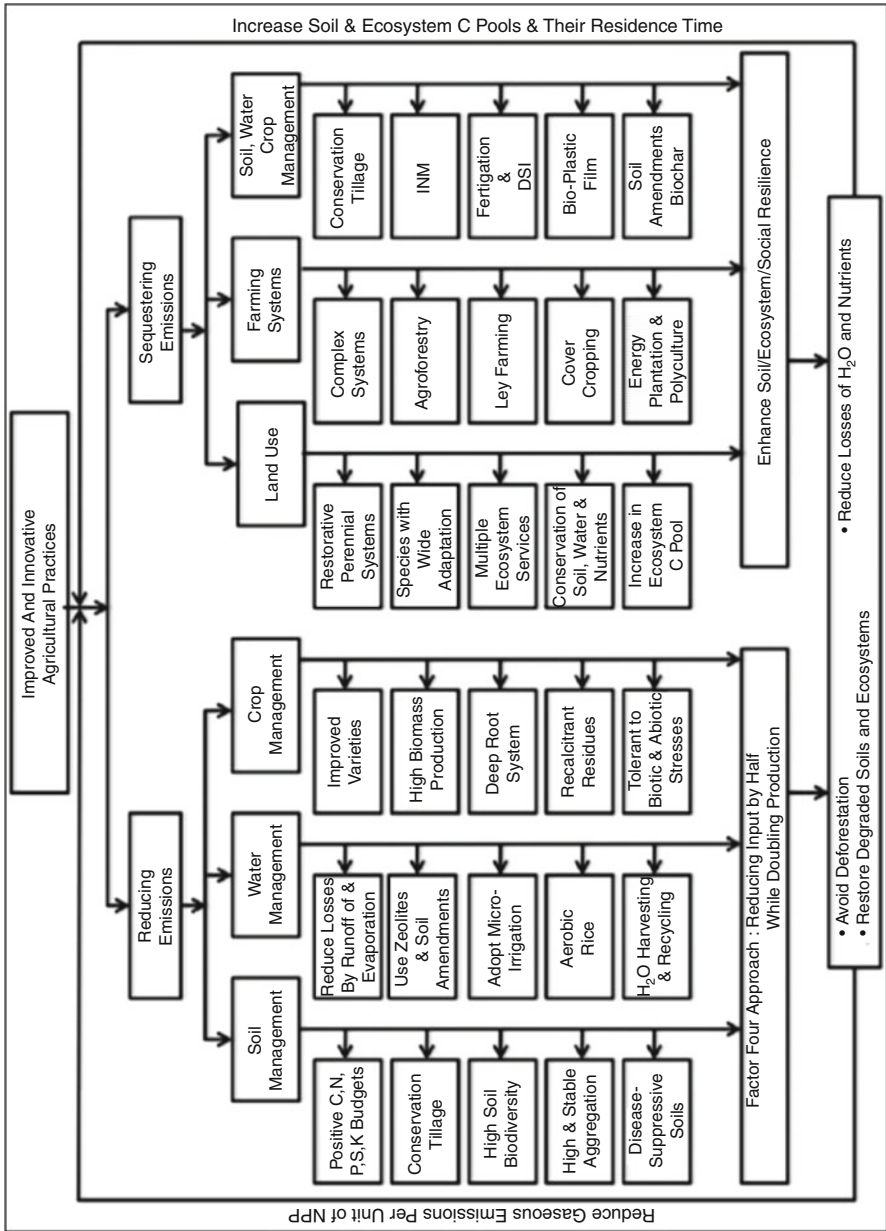 Increase Soil & Ecosystem C Pools & Their Residence Time
Improved And Innovative
Agricultural Practices
Reducing
Emissions
Sequestering
Emissions
Soil
Management
Water
Management
Crop
Management
Land Use
Farming
Systems
Soil, Water
Crop
Management
Positive C,N,
P,S,K Budgets
Conservation
Tillage
High Soil
Biodiversity
High & Stable
Aggregation
Disease-
Suppressive
Soils
Reduce Losses
By Runoff of &
Evaporation
Use Zeolites
& Soil
Amendments
Adopt Micro-
Irrigation
Aerobic
Rice
H₂O Harvesting
& Recycling
Improved
Varieties
High Biomass
Production
Deep Root
System
Recalcitrant
Residues
Tolerant to
Biotic & Abiotic
Stresses
Restorative
Perennial
Systems
Species with
Wide
Adaptation
Multiple
Ecosystem
Services
Conservation of
Soil, Water &
Nutrients
Increase in
Ecosystem
C Pool
Complex
Systems
Agroforestry
Ley Farming
Cover
Cropping
Energy
Plantation &
Polyculture
Conservation
Tillage
INM
Fertigation
&
DSI
Bio-Plastic
Film
Soil
Amendments
Biochar
Factor Four Approach : Reducing Input by Half
While Doubling Production
Enhance Soil/Ecosystem/Social Resilience
• Avoid Deforestation
• Restore Degraded Soils and Ecosystems
• Reduce Losses of H₂O and Nutrients
Reduce Gaseous Emissions Per Unit of NPP